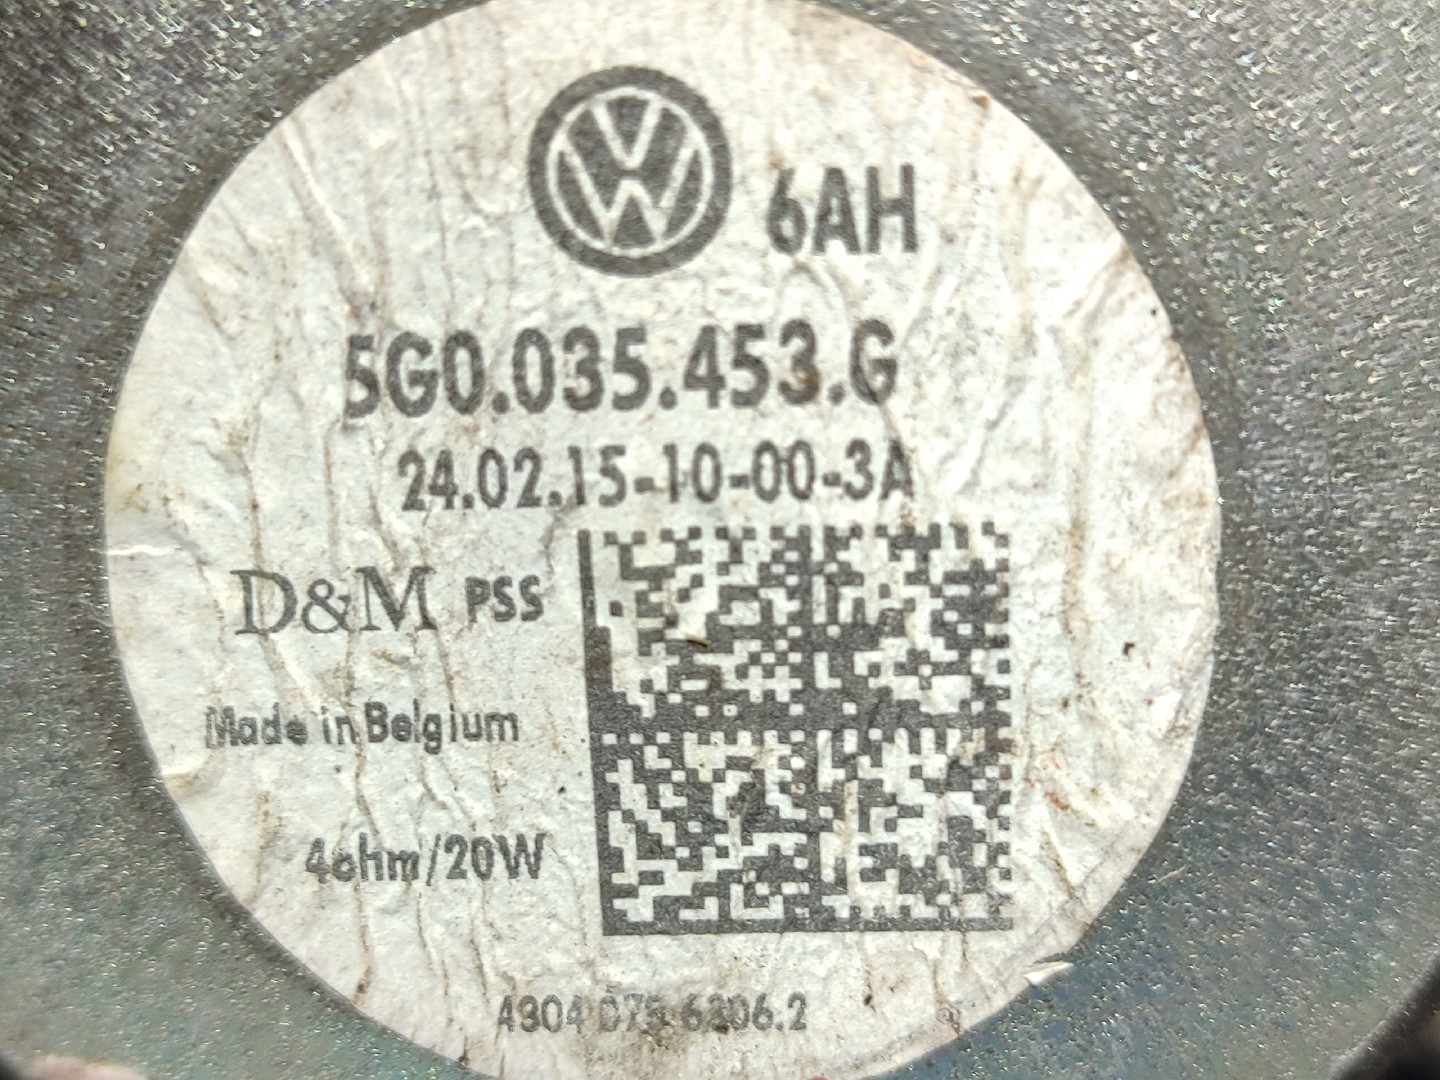 6AH
5G0.035.453.G
24.02.15-10-00-3A
D&M PSS
Made in Belgium
4ohm/20W
4304 075 6306.2